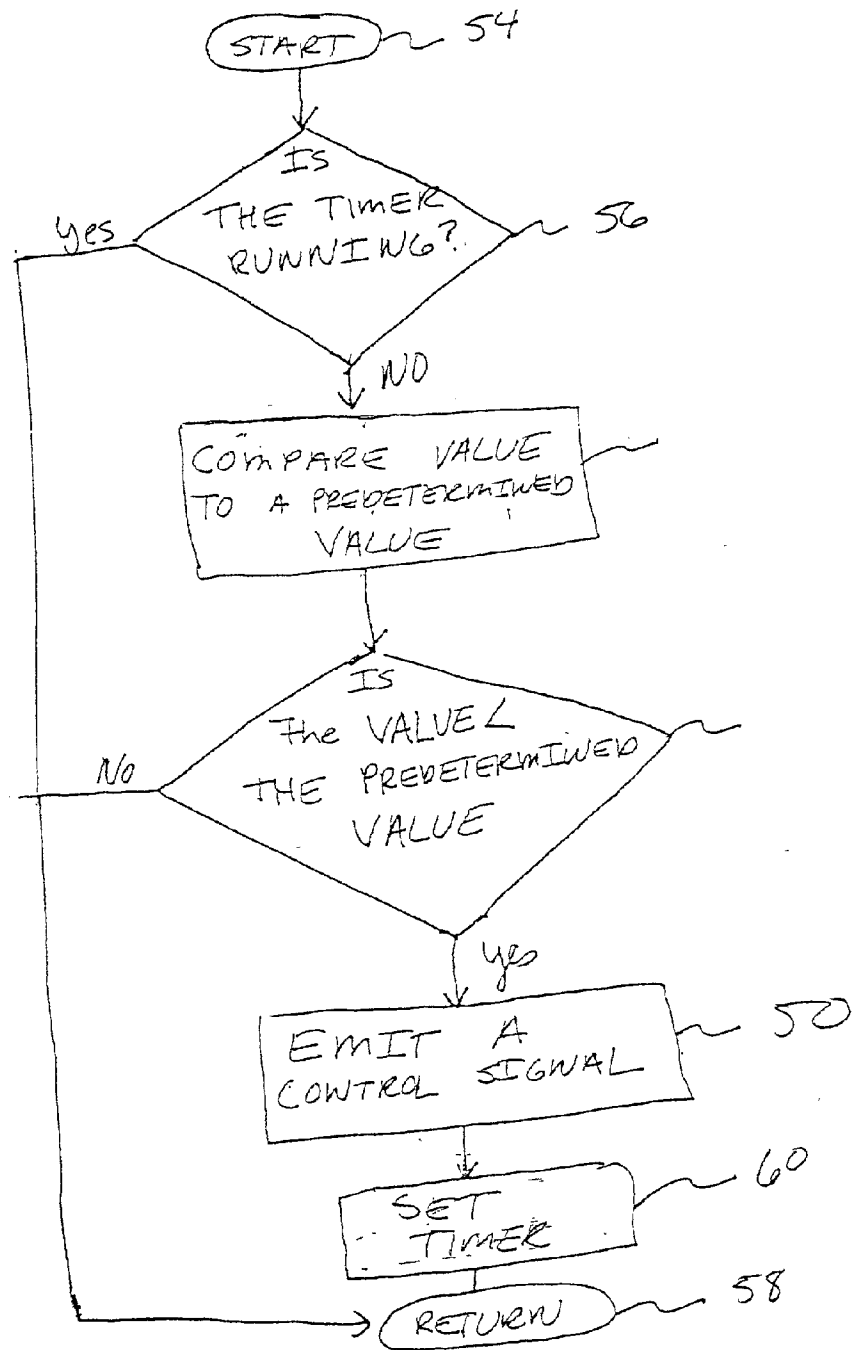 START 54
IS
THE TIMER
RUNNING?
56
yes
NO
COMPARE VALUE
TO A PREDETERMINED
VALUE
IS
The VALUE <
THE PREDETERMINED
VALUE
No
yes
EMIT A
CONTROL SIGNAL
50
SET
TIMER
60
RETURN
58